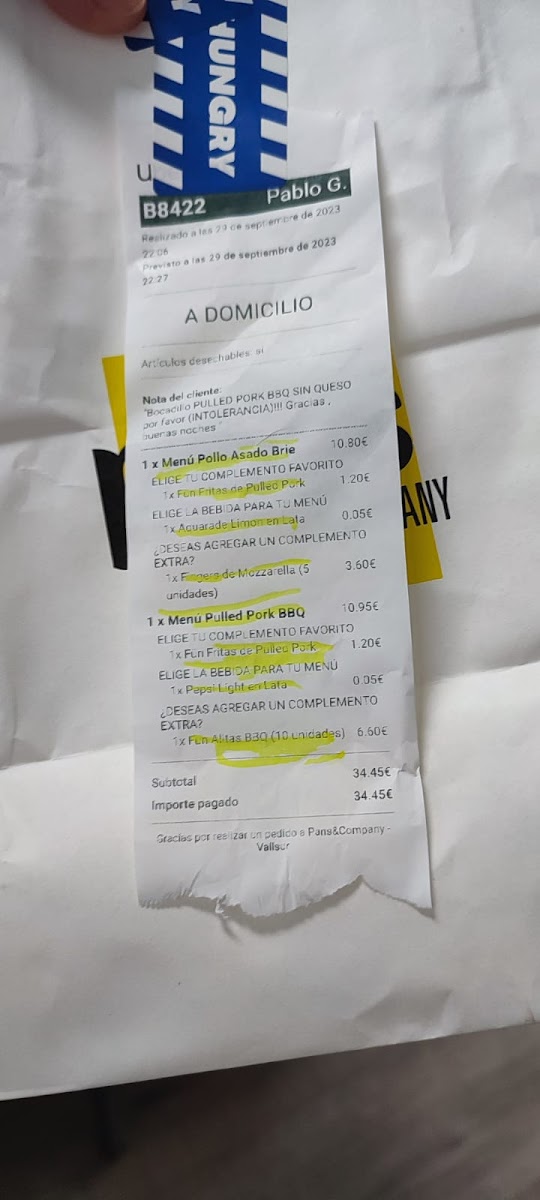 HUNGRY
B8422 Pablo G.
Realizado a las 29 de septiembre de 2023
22:06
Previsto a las 29 de septiembre de 2023
22:27
A DOMICILIO
Artículos desechables: si
Nota del cliente:
"Bocadillo PULLED PORK BBQ SIN QUESO
por favor (INTOLERANCIA)!!! Gracias ,
buenas noches "
1 x Menú Pollo Asado Brie 10.80€
ELIGE TU COMPLEMENTO FAVORITO
1x Fun Fritas de Pulled Pork 1.20€
ELIGE LA BEBIDA PARA TU MENÚ
1x Aquarade Limon en Lata 0.05€
¿DESEAS AGREGAR UN COMPLEMENTO
EXTRA?
1x Fingers de Mozzarella (5 3.60€
unidades)
1 x Menú Pulled Pork BBQ 10.95€
ELIGE TU COMPLEMENTO FAVORITO
1x Fun Fritas de Pulled Pork 1.20€
ELIGE LA BEBIDA PARA TU MENÚ
1x Pepsi Light en Lata 0.05€
¿DESEAS AGREGAR UN COMPLEMENTO
EXTRA?
1x Fun Alitas BBQ (10 unidades) 6.60€
Subtotal 34.45€
Importe pagado 34.45€
Gracias por realizar un pedido a Pans&Company -
Vallsur
ANY